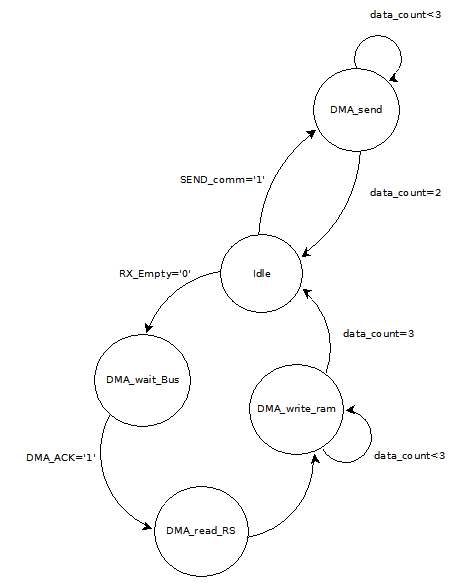 data_count<3
DMA_send
SEND_comm='1'
data_count=2
RX_Empty='0'
Idle
data_count=3
DMA_wait_Bus
DMA_write_ram
DMA_ACK='1'
data_count<3
DMA_read_RS